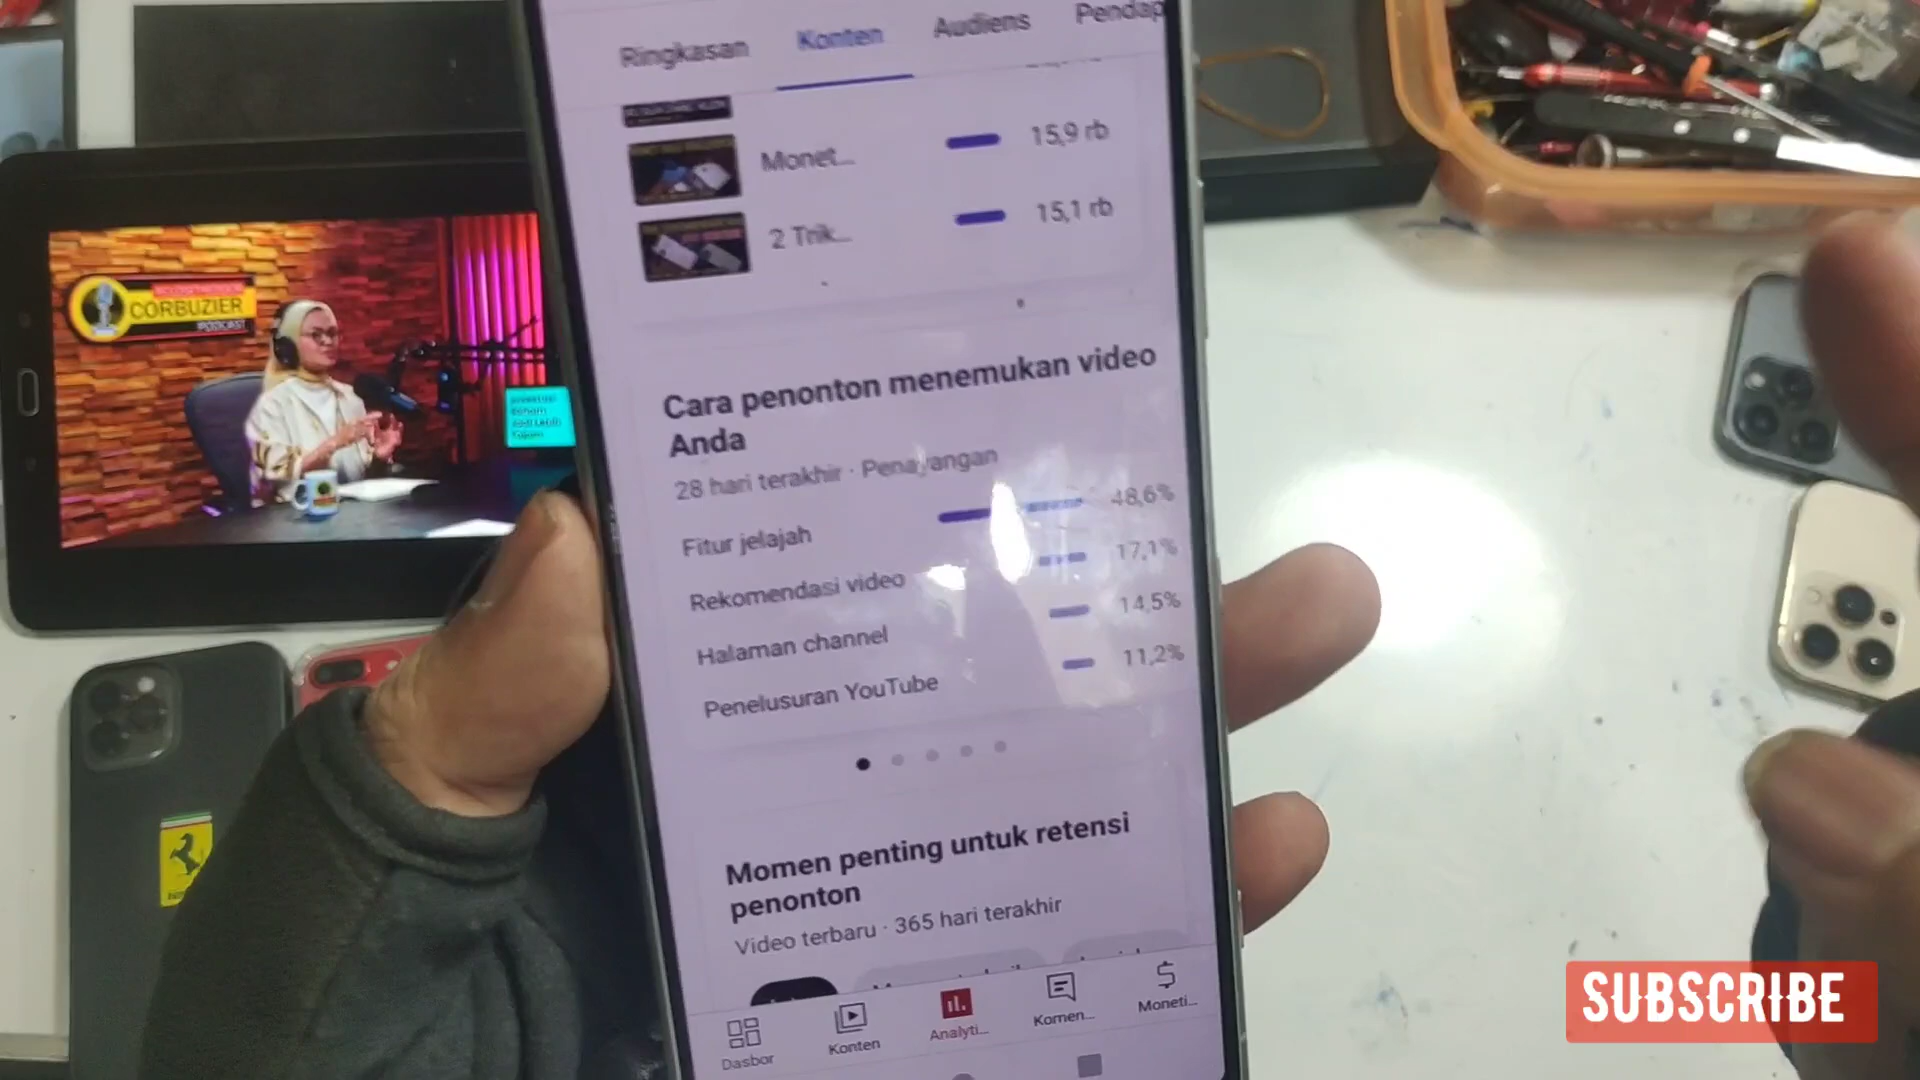 Ringkasan Konten Audiens Pendap
Monet... 15,9 rb
2 Trik... 15,1 rb
Cara penonton menemukan video
Anda
28 hari terakhir · Penayangan
Fitur jelajah 48,6%
Rekomendasi video 17,1%
Halaman channel 14,5%
Penelusuran YouTube 11,2%
Momen penting untuk retensi
penonton
Video terbaru · 365 hari terakhir
Dasbor Konten Analyti... Komen... Moneti...
CORBUZIER
PODCAST
SUBSCRIBE